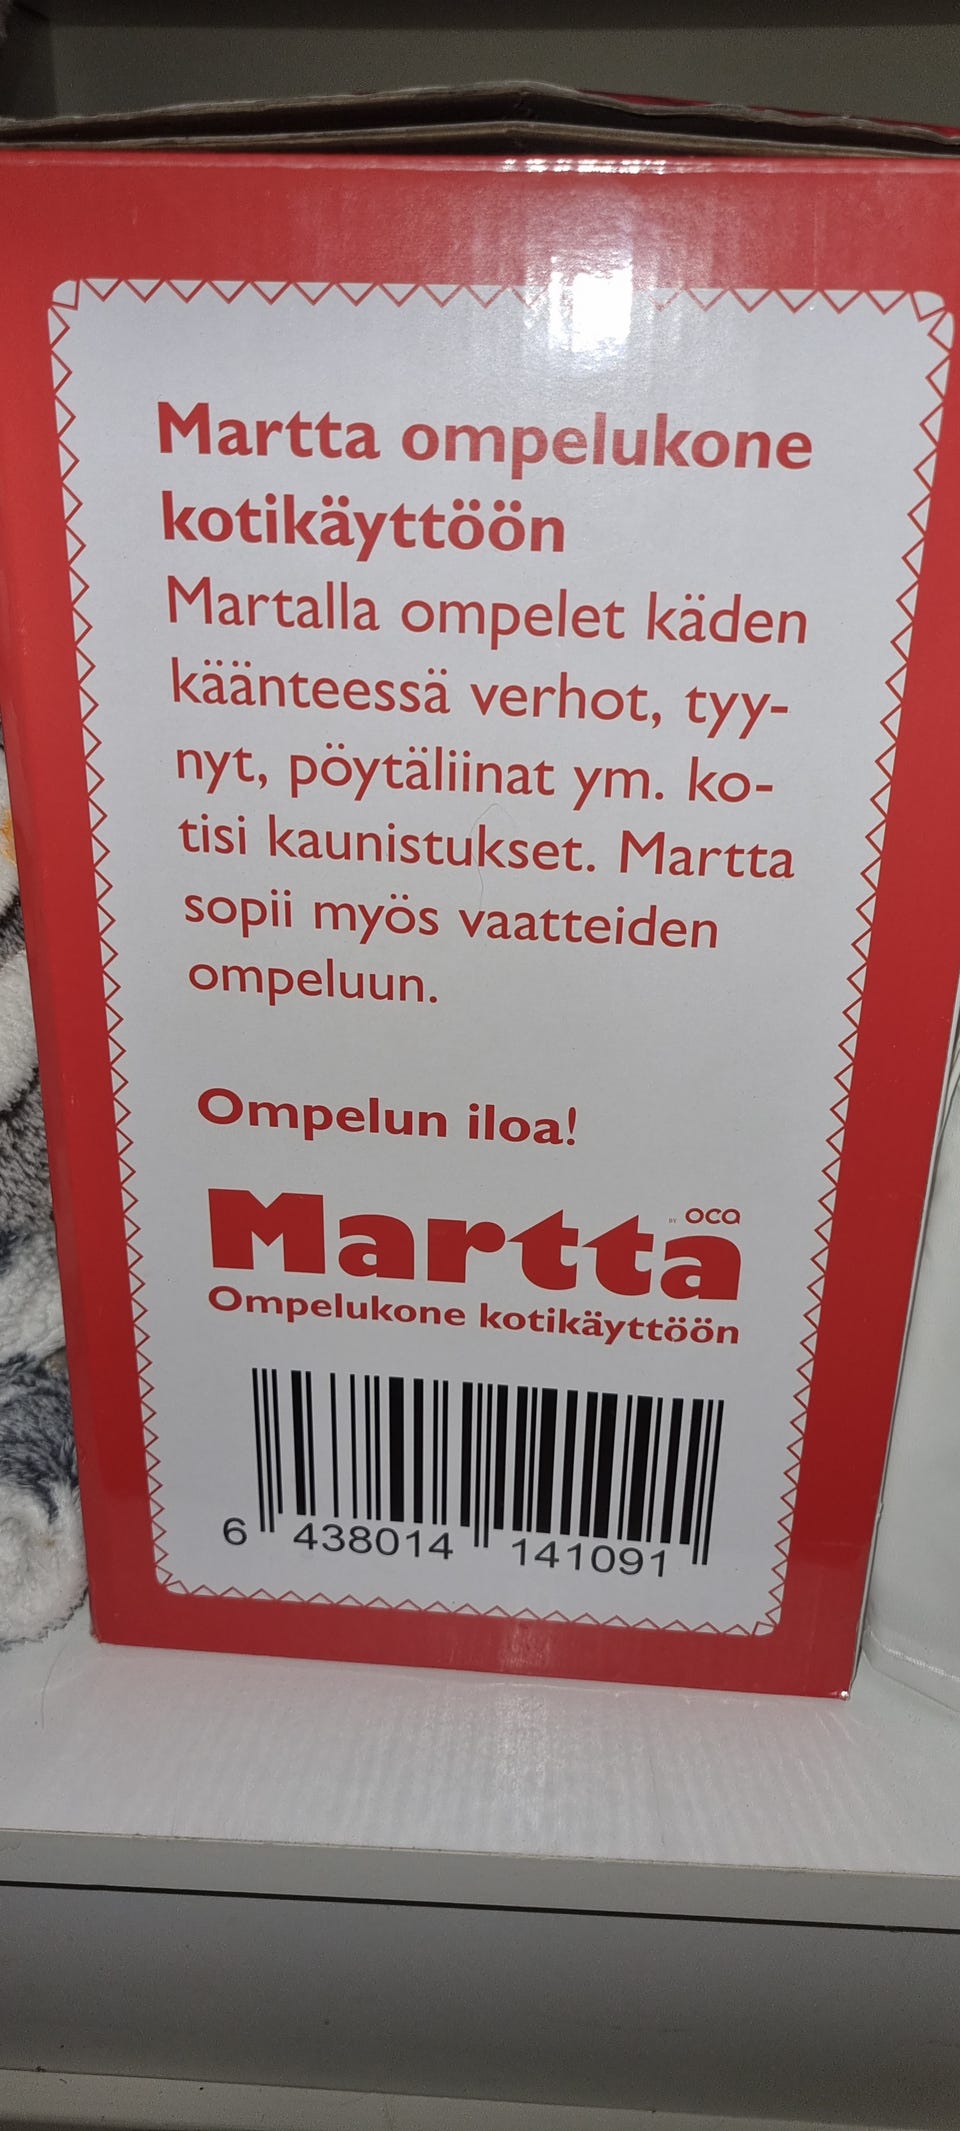 Martta ompelukone
kotikäyttöön
Martalla ompelet käden
käänteessä verhot, tyy-
nyt, pöytäliinat ym. ko-
tisi kaunistukset. Martta
sopii myös vaatteiden
ompeluun.
Ompelun iloa!
BY oca
Martta
Ompelukone kotikäyttöön
6 438014 141091